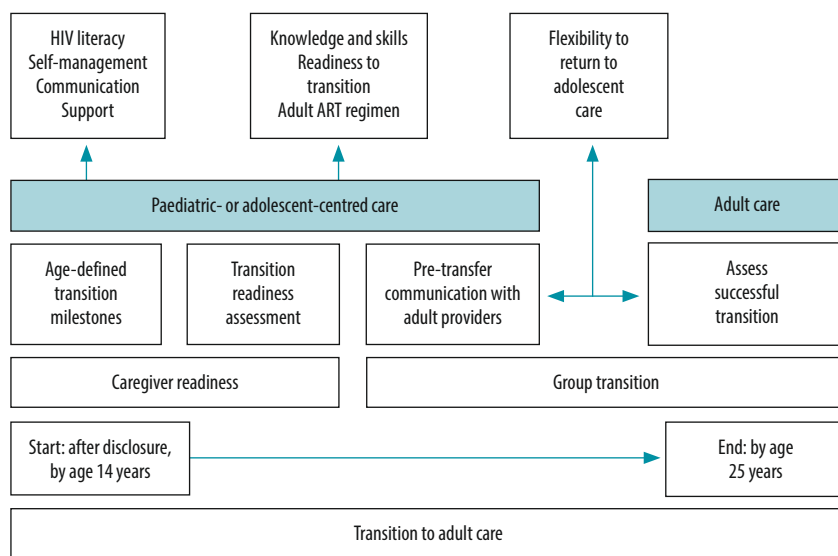 HIV literacy
Self-management
Communication
Support
Knowledge and skills
Readiness to
transition
Adult ART regimen
Flexibility to
return to
adolescent
care
Paediatric- or adolescent-centred care
Adult care
Age-defined
transition
milestones
Transition
readiness
assessment
Pre-transfer
communication with
adult providers
Assess
successful
transition
Caregiver readiness
Group transition
Start: after disclosure,
by age 14 years
End: by age
25 years
Transition to adult care